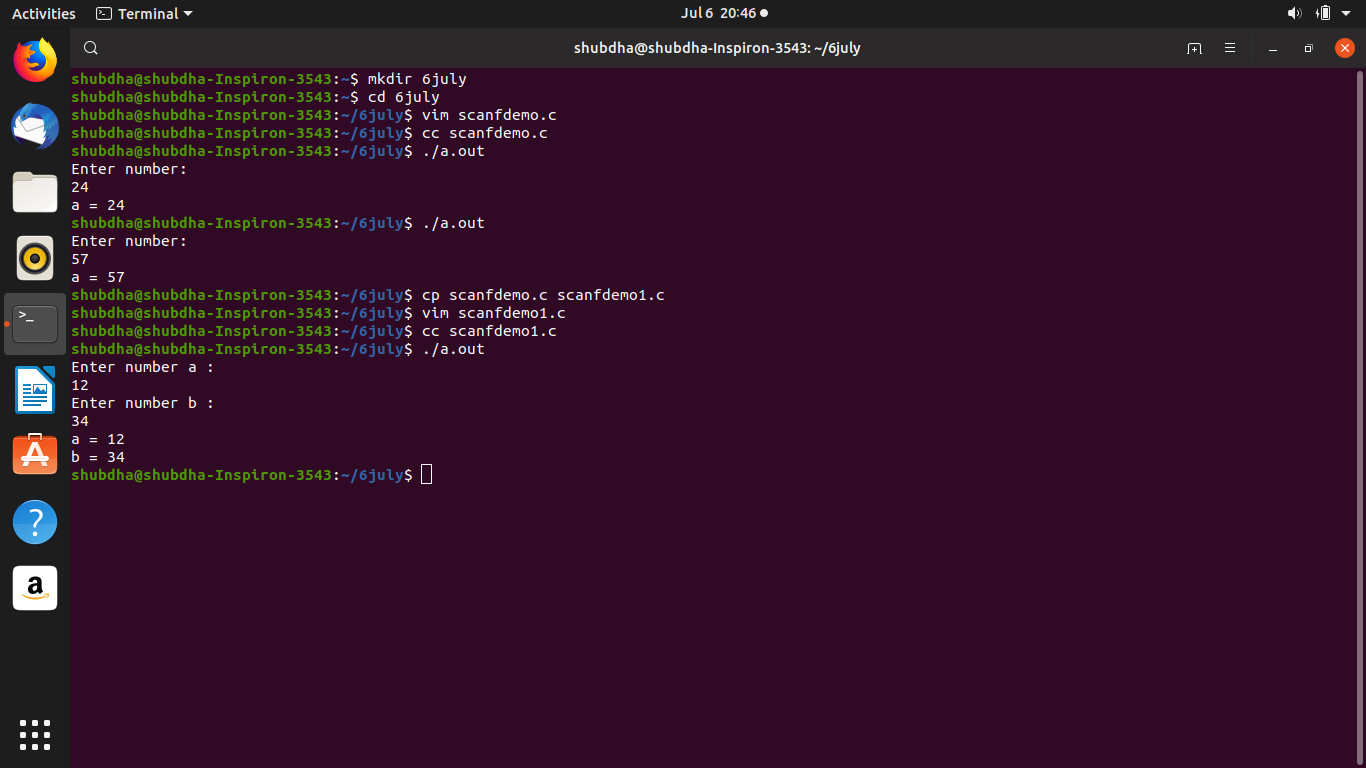 Activities Terminal Jul 6 20:46
shubdha@shubdha-Inspiron-3543: ~/6july
shubdha@shubdha-Inspiron-3543:~$ mkdir 6july
shubdha@shubdha-Inspiron-3543:~$ cd 6july
shubdha@shubdha-Inspiron-3543:~/6july$ vim scanfdemo.c
shubdha@shubdha-Inspiron-3543:~/6july$ cc scanfdemo.c
shubdha@shubdha-Inspiron-3543:~/6july$ ./a.out
Enter number:
24
a = 24
shubdha@shubdha-Inspiron-3543:~/6july$ ./a.out
Enter number:
57
a = 57
shubdha@shubdha-Inspiron-3543:~/6july$ cp scanfdemo.c scanfdemo1.c
shubdha@shubdha-Inspiron-3543:~/6july$ vim scanfdemo1.c
shubdha@shubdha-Inspiron-3543:~/6july$ cc scanfdemo1.c
shubdha@shubdha-Inspiron-3543:~/6july$ ./a.out
Enter number a :
12
Enter number b :
34
a = 12
b = 34
shubdha@shubdha-Inspiron-3543:~/6july$
>_
?
a